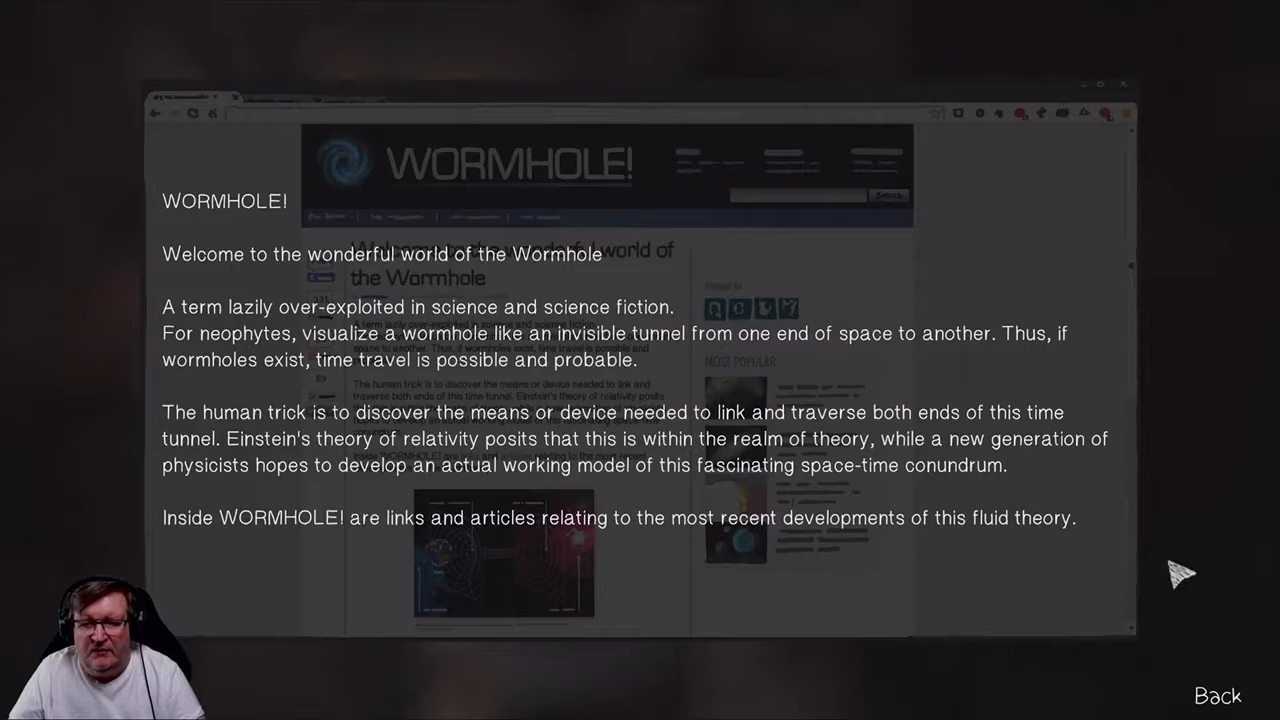 WORMHOLE!
WORMHOLE!
Search
Welcome to the wonderful world of the Wormhole
Welcome to the wonderful world of
the Wormhole
A term lazily over-exploited in science and science fiction.
For neophytes, visualize a wormhole like an invisible tunnel from one end of space to another. Thus, if
wormholes exist, time travel is possible and probable.
MOST POPULAR
The human trick is to discover the means or device needed to link and traverse both ends of this time
tunnel. Einstein's theory of relativity posits that this is within the realm of theory, while a new generation of
physicists hopes to develop an actual working model of this fascinating space-time conundrum.
Inside WORMHOLE! are links and articles relating to the most recent developments of this fluid theory.
Back